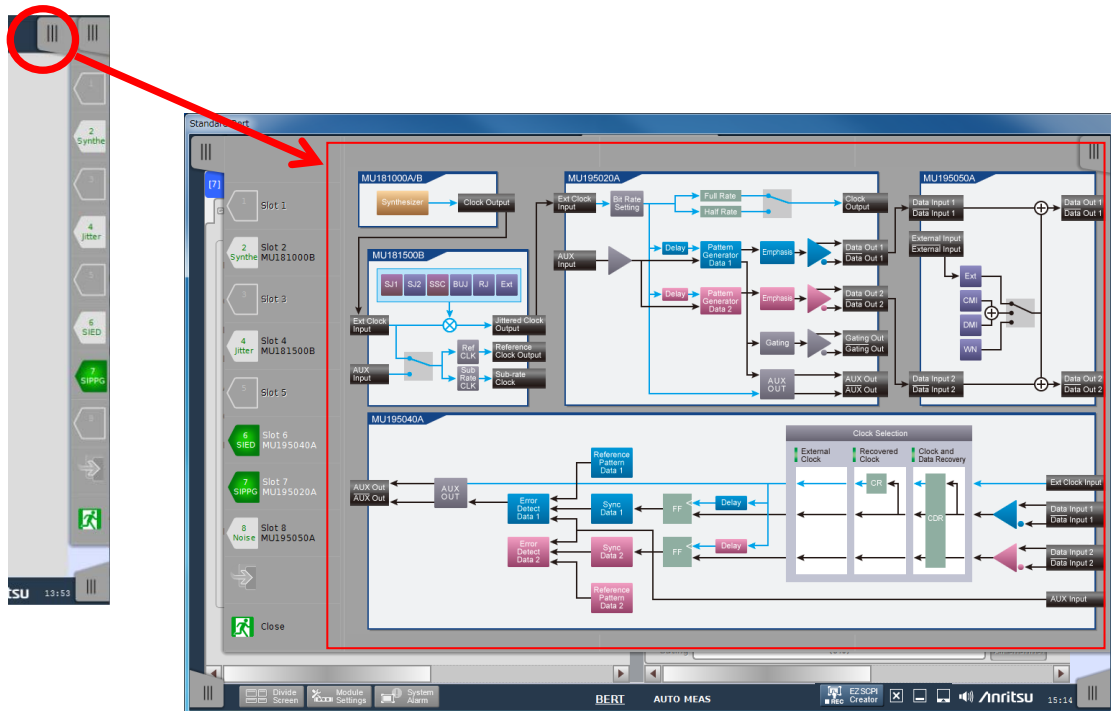 1
2
Synthe
3
4
Jitter
5
6
SIED
7
SIPPG
8
13:53
Standard Bert
[7]
1
Slot 1
2
Synthe
Slot 2
MU181000B
3
Slot 3
4
Jitter
Slot 4
MU181500B
5
Slot 5
6
SIED
Slot 6
MU195040A
7
SIPPG
Slot 7
MU195020A
8
Noise
Slot 8
MU195050A
Close
MU181000A/B
Synthesizer
Clock Output
MU181500B
SJ1
SJ2
SSC
BUJ
RJ
Ext
Ext Clock
Input
Jittered Clock
Output
Ref
CLK
Reference
Clock Output
AUX
Input
Sub
Rate
CLK
Sub-rate
Clock
MU195020A
Ext Clock
Input
Bit Rate
Setting
Full Rate
Half Rate
Clock
Output
AUX
Input
Delay
Pattern
Generator
Data 1
Emphasis
Data Out 1
Data Out 1
Delay
Pattern
Generator
Data 2
Emphasis
Data Out 2
Data Out 2
Gating
Gating Out
Gating Out
AUX
OUT
AUX Out
AUX Out
MU195050A
Data Input 1
Data Input 1
Data Out 1
Data Out 1
External Input
External Input
Ext
CMI
DMI
WN
Data Input 2
Data Input 2
Data Out 2
Data Out 2
MU195040A
AUX Out
AUX Out
AUX
OUT
Reference
Pattern
Data 1
Error
Detect
Data 1
Sync
Data 1
FF
Delay
Error
Detect
Data 2
Sync
Data 2
FF
Delay
Reference
Pattern
Data 2
Clock Selection
External
Clock
Recovered
Clock
Clock and
Data Recovery
CR
CDR
Ext Clock Input
Data Input 1
Data Input 1
Data Input 2
Data Input 2
AUX Input
Divide
Screen
Module
Settings
System
Alarm
BERT
AUTO MEAS
REC
EZSCPI
Creator
Anritsu
15:14